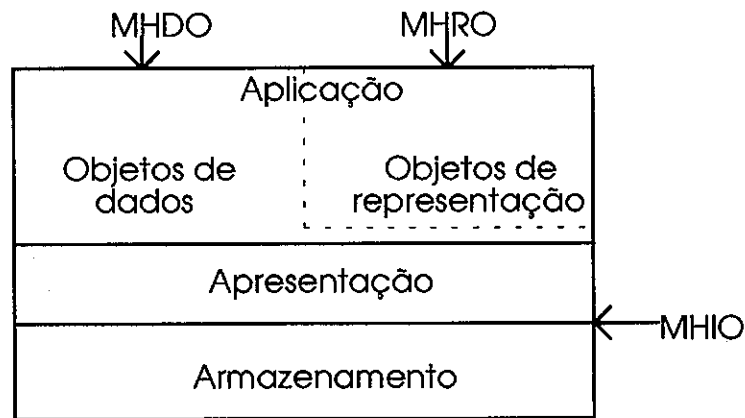 MHDO
MHRO
Aplicação
Objetos de
dados
Objetos de
representação
Apresentação
MHIO
Armazenamento